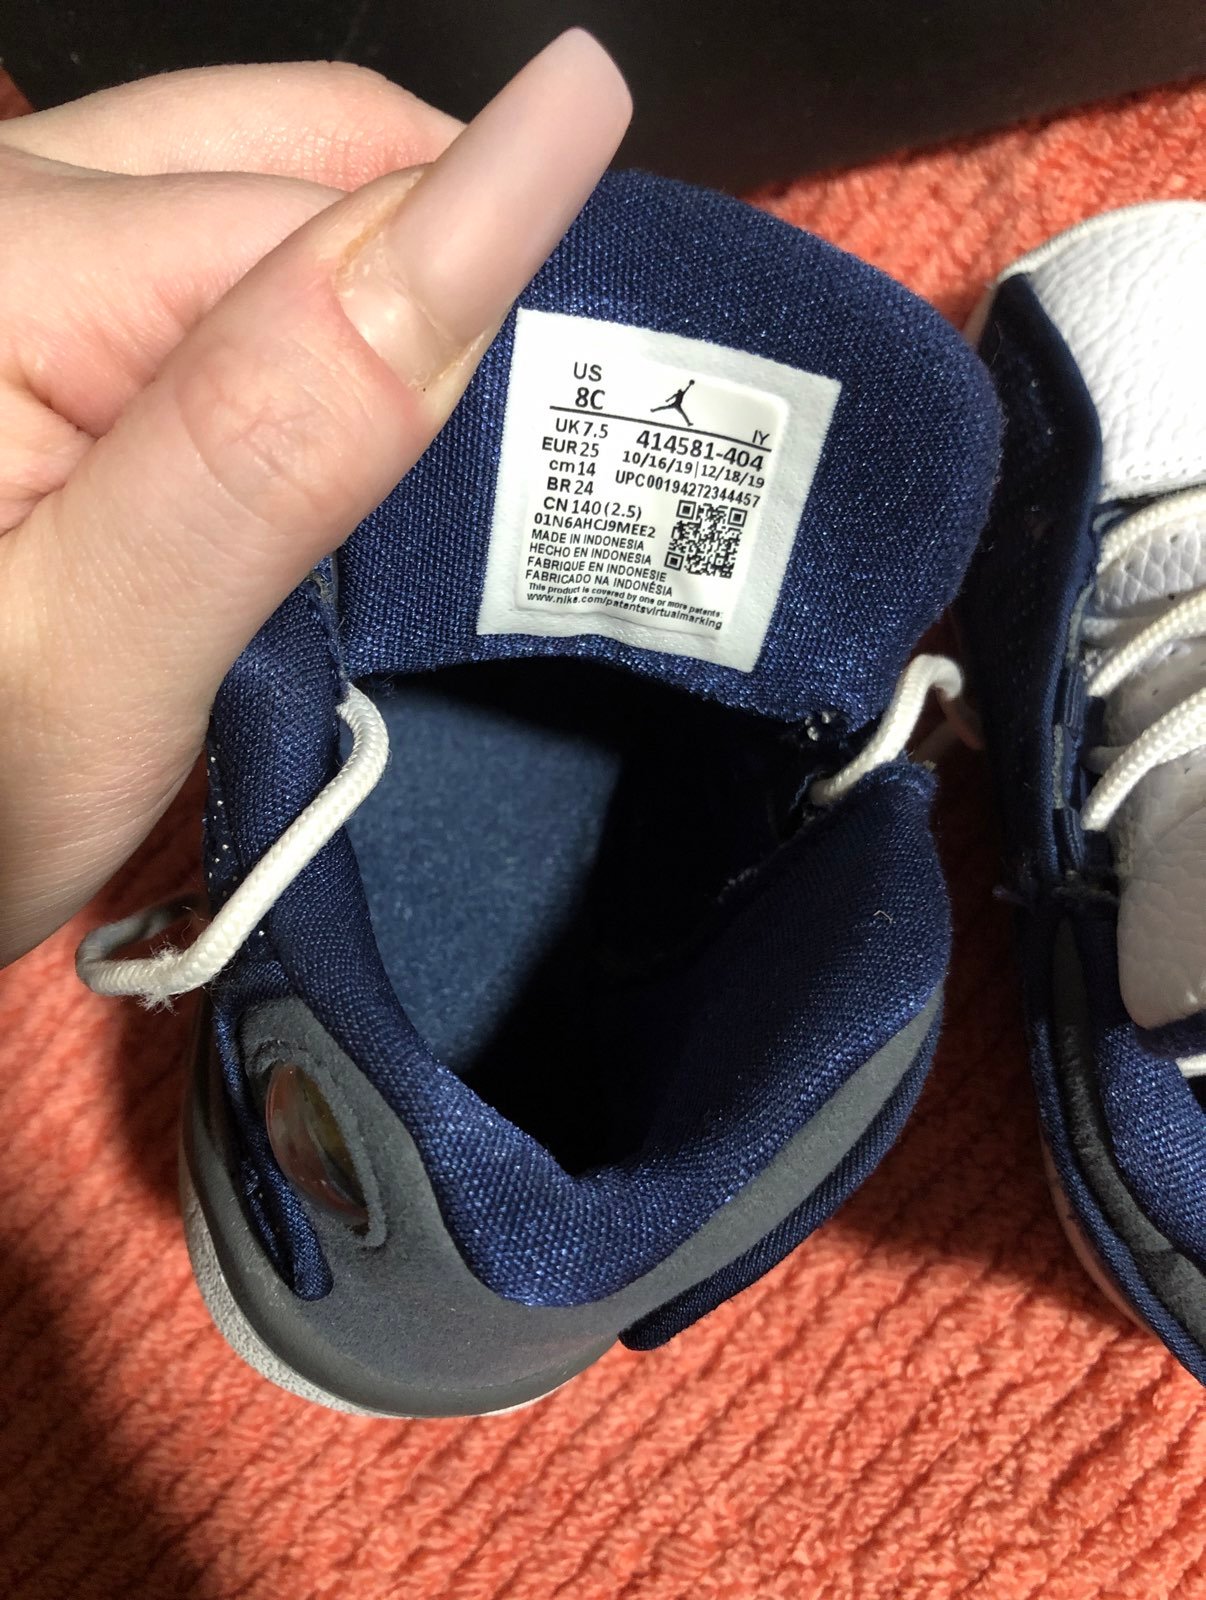 US
8C
IY
UK 7.5
414581-404
EUR 25
10/16/19|12/18/19
cm 14
UPC00194272344457
BR 24
CN 140 (2.5)
01N6AHCJ9MEE2
MADE IN INDONESIA
HECHO EN INDONESIA
FABRIQUE EN INDONESIE
FABRICADO NA INDONÉSIA
This product is covered by one or more patents:
www.nike.com/patentsvirtualmarking